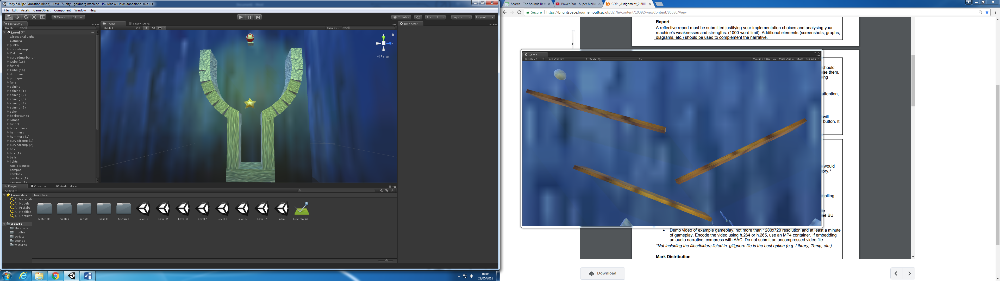 Unity 5.6.3p2 Education (64bit) - Level 7.unity - goldberg machine - PC, Mac & Linux Standalone <DX11>
File Edit Assets GameObject Component Window Help
Center Local
Collab Account Layers Layout
Hierarchy
Create All
Level 7*
Directional Light
Camera
plinko
curvedramp
Cylinder
curvedmarbulrun
Cube (16)
funnel
Cube (16)
dommins
pool que
funel
spining
spining (1)
spining (2)
spining (3)
spining (4)
spining (5)
spick
backgrounds
ramps
funnel
launchblock
hammers
hammers (1)
curvedramp (1)
curvedramp (2)
box
box (1)
balls
lights
Audio Source
campos
camlook
camlook (1)
campos (1)
Scene Asset Store
Shaded 2D Gizmos All
y
z
Persp
Inspector
Project Console Audio Mixer
Create
Favorites
All Materials
All Models
All Prefabs
All Modified
All Conflicte
Assets
Materials
modles
scripts
sounds
textures
Assets
Materials modles scripts sounds textures Level 1 Level 2 Level 3 Level 4 Level 5 Level 6 Level 7 menu New Physic...
04:08
21/05/2018
Search - The Sounds Res Power Star - Super Mario GDPL_Assignment_2 BRIE
Secure https://brightspace.bournemouth.ac.uk/d2l/le/content/10392/viewContent/85380/View
Report
A reflective report must be submitted justifying your implementation choices and analysing your
machine's weaknesses and strengths. (1000-word limit). Additional elements (screenshots, graphs,
diagrams, etc.) should be used to complement the narrative.
Game
Display 1 Free Aspect Scale 1x Maximize On Play Mute Audio Stats Gizmos
should
se them.
ng
attention,
will
button. It
would
ory.*
mpiling
e
ee BU
• Demo video of example gameplay, not more than 1280x720 resolution and at least a minute
of gameplay. Encode the video using h.264 or h.265, use an MP4 container. If embedding
an audio narrative, compress with AAC. Do not submit an uncompressed video file.
*Not including the files/folders listed in .gitignore file is the best option (e.g. Library, Temp, etc.).
Mark Distribution
Download